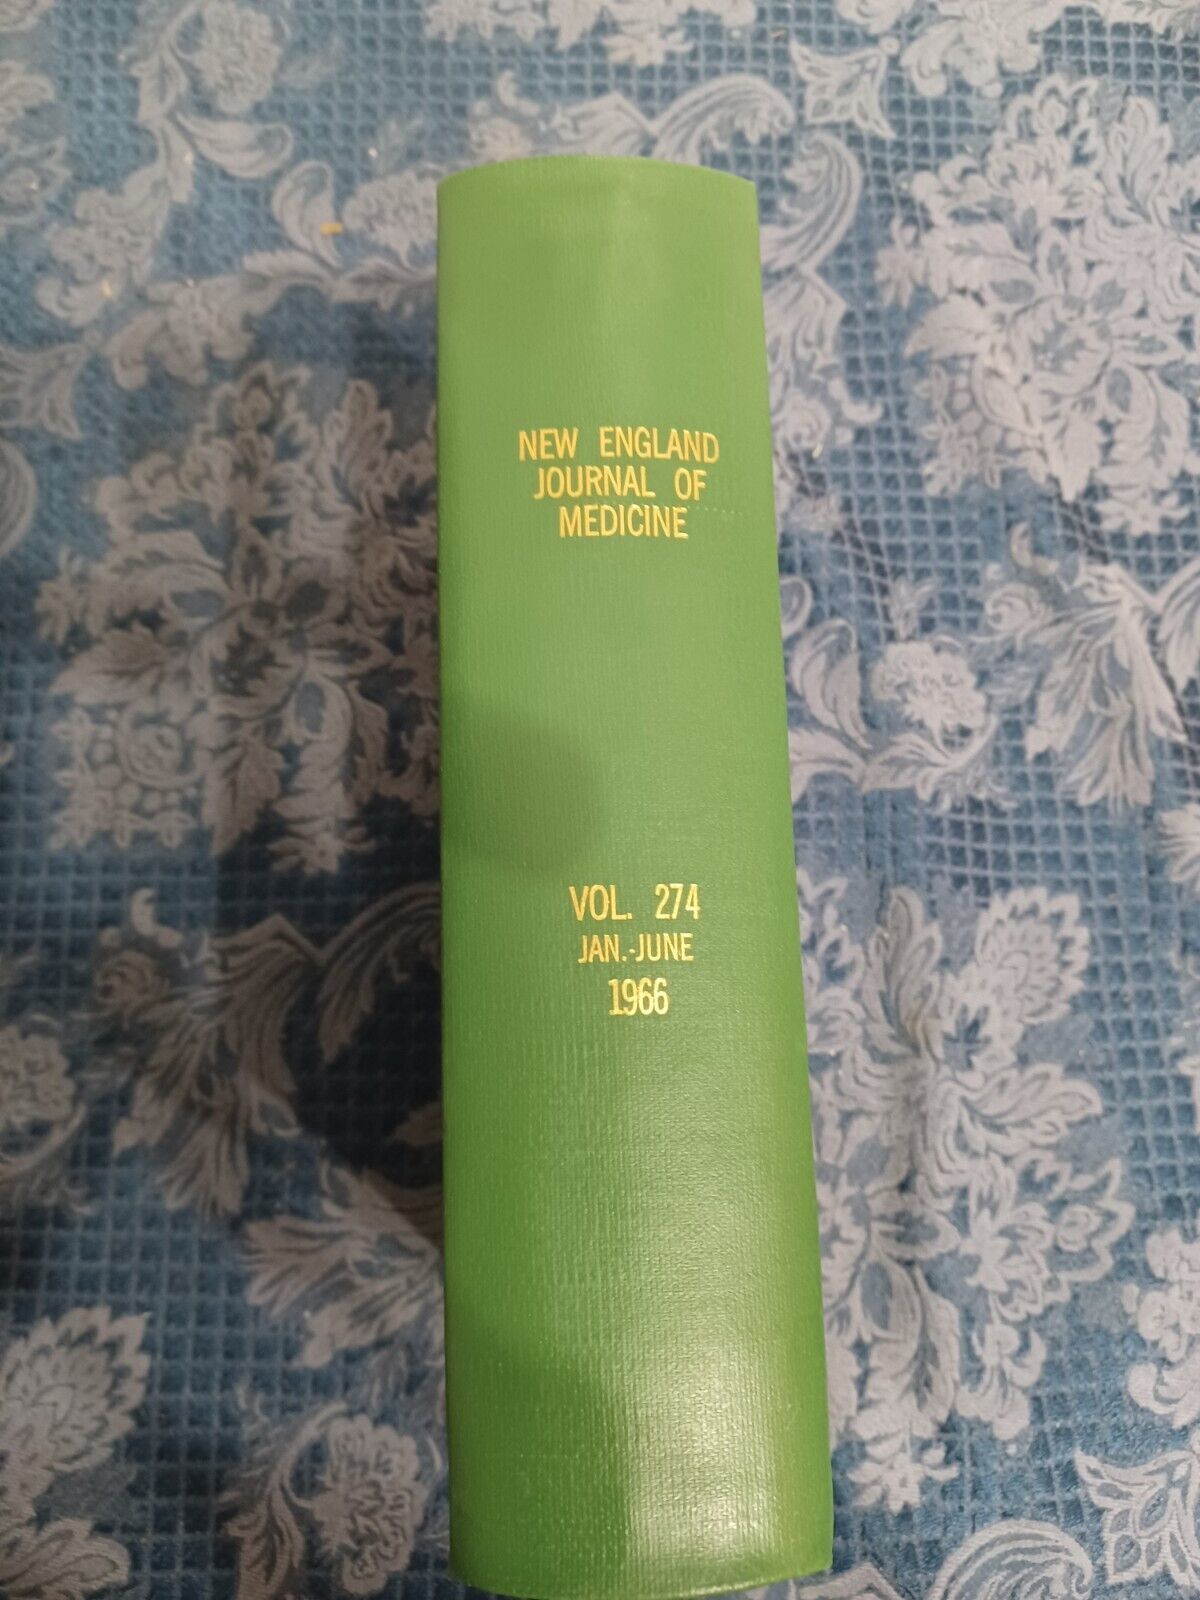 NEW ENGLAND
JOURNAL OF
MEDICINE
VOL. 274
JAN.-JUNE
1966